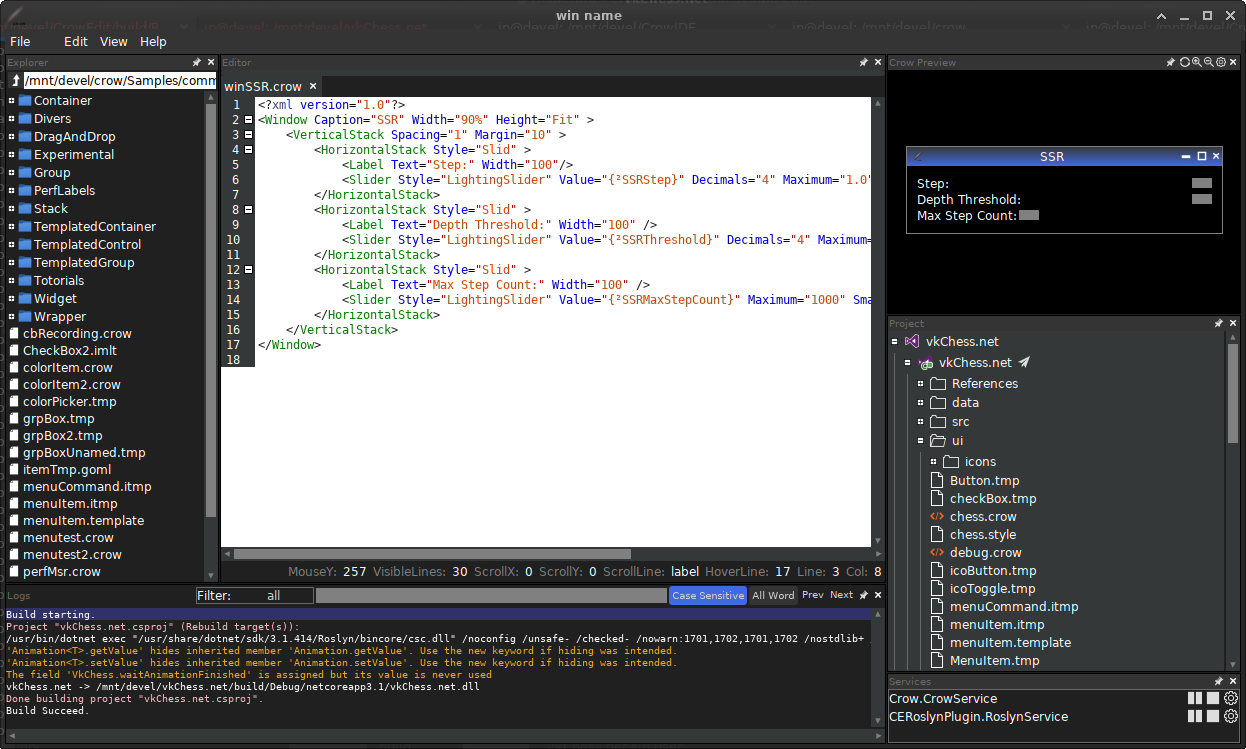 win name
File Edit View Help
Explorer
/mnt/devel/crow/Samples/comm
Container
Divers
DragAndDrop
Experimental
Group
PerfLabels
Stack
TemplatedContainer
TemplatedControl
TemplatedGroup
Totorials
Widget
Wrapper
cbRecording.crow
CheckBox2.imlt
colorItem.crow
colorItem2.crow
colorPicker.tmp
grpBox.tmp
grpBox2.tmp
grpBoxUnamed.tmp
itemTmp.goml
menuCommand.itmp
menuItem.itmp
menuItem.template
menutest.crow
menutest2.crow
perfMsr.crow
Editor
winSSR.crow
1 <?xml version="1.0"?>
2 <Window Caption="SSR" Width="90%" Height="Fit" >
3 <VerticalStack Spacing="1" Margin="10" >
4 <HorizontalStack Style="Slid" >
5 <Label Text="Step:" Width="100"/>
6 <Slider Style="LightingSlider" Value="{²SSRStep}" Decimals="4" Maximum="1.0"
7 </HorizontalStack>
8 <HorizontalStack Style="Slid" >
9 <Label Text="Depth Threshold:" Width="100" />
10 <Slider Style="LightingSlider" Value="{²SSRThreshold}" Decimals="4" Maximum=
11 </HorizontalStack>
12 <HorizontalStack Style="Slid" >
13 <Label Text="Max Step Count:" Width="100" />
14 <Slider Style="LightingSlider" Value="{²SSRMaxStepCount}" Maximum="1000" Sma
15 </HorizontalStack>
16 </VerticalStack>
17 </Window>
18
MouseY: 257 VisibleLines: 30 ScrollX: 0 ScrollY: 0 ScrollLine: label HoverLine: 17 Line: 3 Col: 8
Crow Preview
SSR
Step:
Depth Threshold:
Max Step Count:
Project
vkChess.net
vkChess.net
References
data
src
ui
icons
Button.tmp
checkBox.tmp
chess.crow
chess.style
debug.crow
icoButton.tmp
icoToggle.tmp
menuCommand.itmp
menuItem.itmp
menuItem.template
MenuItem.tmp
Logs Filter: all Case Sensitive All Word Prev Next
Build starting.
Project "vkChess.net.csproj" (Rebuild target(s)):
/usr/bin/dotnet exec "/usr/share/dotnet/sdk/3.1.414/Roslyn/bincore/csc.dll" /noconfig /unsafe- /checked- /nowarn:1701,1702,1701,1702 /nostdlib+
'Animation<T>.getValue' hides inherited member 'Animation.getValue'. Use the new keyword if hiding was intended.
'Animation<T>.setValue' hides inherited member 'Animation.setValue'. Use the new keyword if hiding was intended.
The field 'VkChess.waitAnimationFinished' is assigned but its value is never used
vkChess.net -> /mnt/devel/vkChess.net/build/Debug/netcoreapp3.1/vkChess.net.dll
Done building project "vkChess.net.csproj".
Build Succeed.
Services
Crow.CrowService
CERoslynPlugin.RoslynService